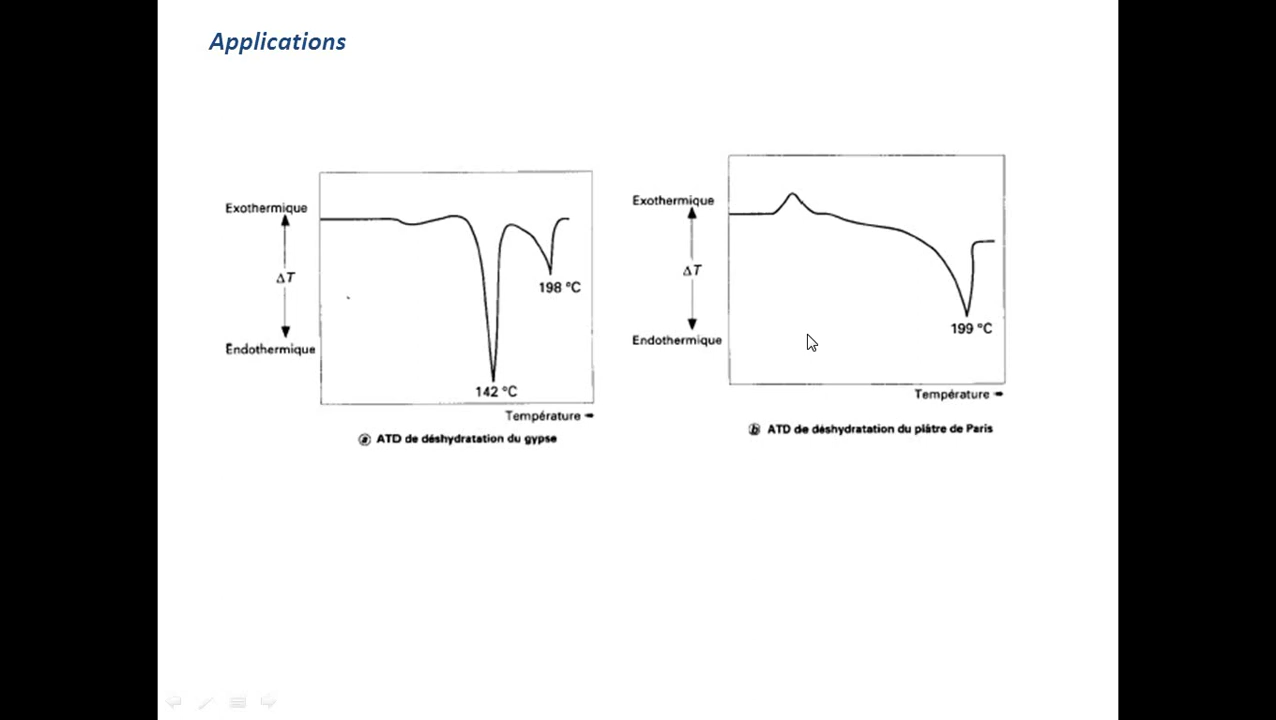 Applications
Exothermique
ΔT
Endothermique
198 °C
142 °C
Température
ⓐ ATD de déshydratation du gypse
Exothermique
ΔT
Endothermique
199 °C
Température
ⓑ ATD de déshydratation du plâtre de Paris